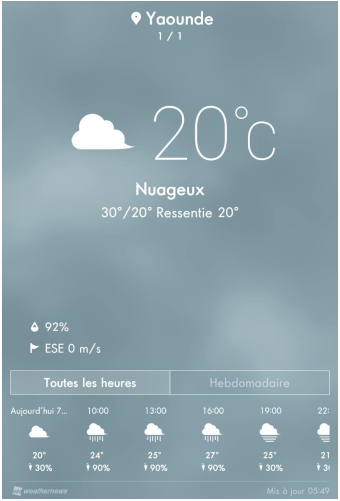 Yaounde
1 / 1
20°c
Nuageux
30°/20° Ressentie 20°
92%
ESE 0 m/s
Toutes les heures Hebdomadaire
Aujourd'hui 7... 10:00 13:00 16:00 19:00 22:
20° 24° 25° 27° 25° 21
30% 90% 90% 90% 30% 30
weathernews Mis à jour 05:49